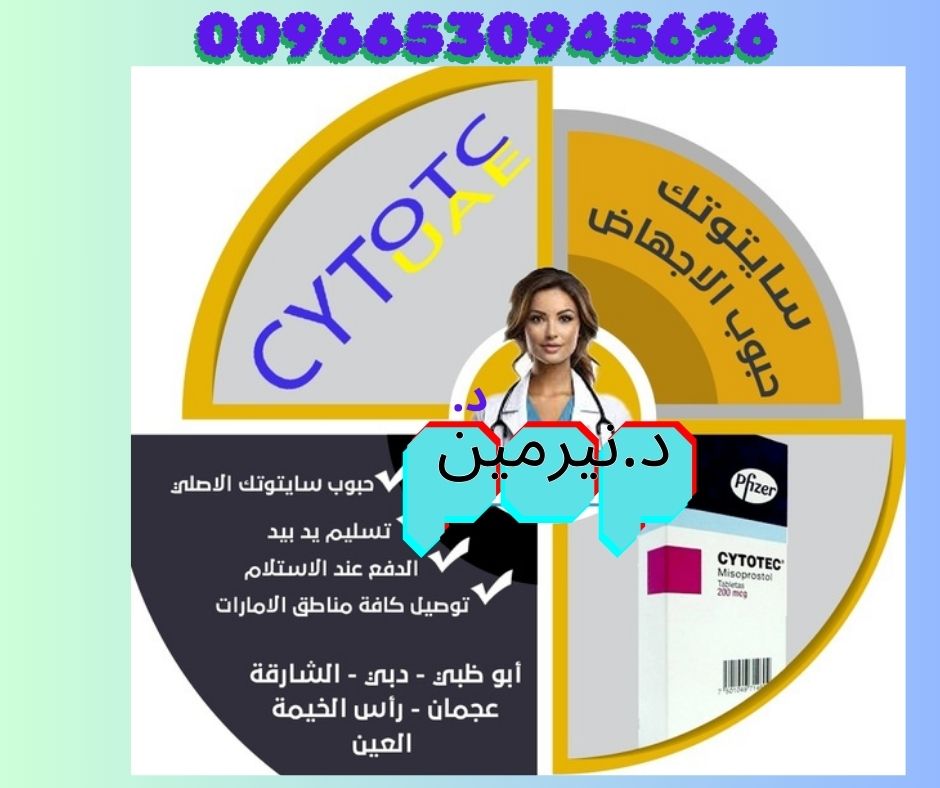 00966530945626
CYTOTC
UAE
سايتوتك
حبوب الاجهاض
د.
د.نيرمين
حبوب سايتوتك الاصلي
تسليم يد بيد
الدفع عند الاستلام
توصيل كافة مناطق الامارات
أبو ظبي - دبي - الشارقة
عجمان - رأس الخيمة
العين
Pfizer
CYTOTEC®
Misoprostol
Tabletas
200 mcg